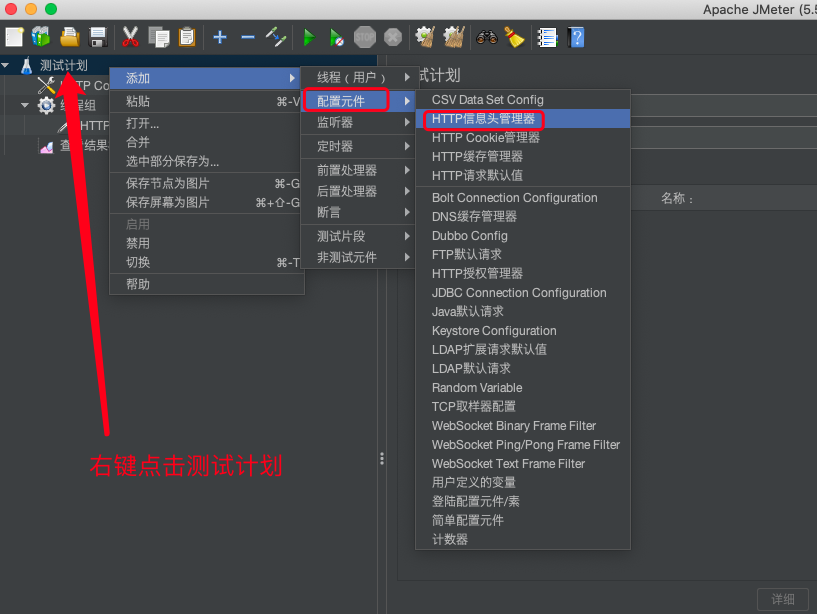 Apache JMeter (5.5
STOP
测试计划
HTTP Co
线程组
HTTP
查看结果
添加
粘贴 ⌘-V
打开...
合并
选中部分保存为...
保存节点为图片 ⌘-G
保存屏幕为图片 ⌘+⇧-G
启用
禁用
切换 ⌘-T
帮助
线程（用户）
配置元件
监听器
定时器
前置处理器
后置处理器
断言
测试片段
非测试元件
试计划
CSV Data Set Config
HTTP信息头管理器
HTTP Cookie管理器
HTTP缓存管理器
HTTP请求默认值
Bolt Connection Configuration
DNS缓存管理器
Dubbo Config
FTP默认请求
HTTP授权管理器
JDBC Connection Configuration
Java默认请求
Keystore Configuration
LDAP扩展请求默认值
LDAP默认请求
Random Variable
TCP取样器配置
WebSocket Binary Frame Filter
WebSocket Ping/Pong Frame Filter
WebSocket Text Frame Filter
用户定义的变量
登陆配置元件/素
简单配置元件
计数器
名称：
右键点击测试计划
详细